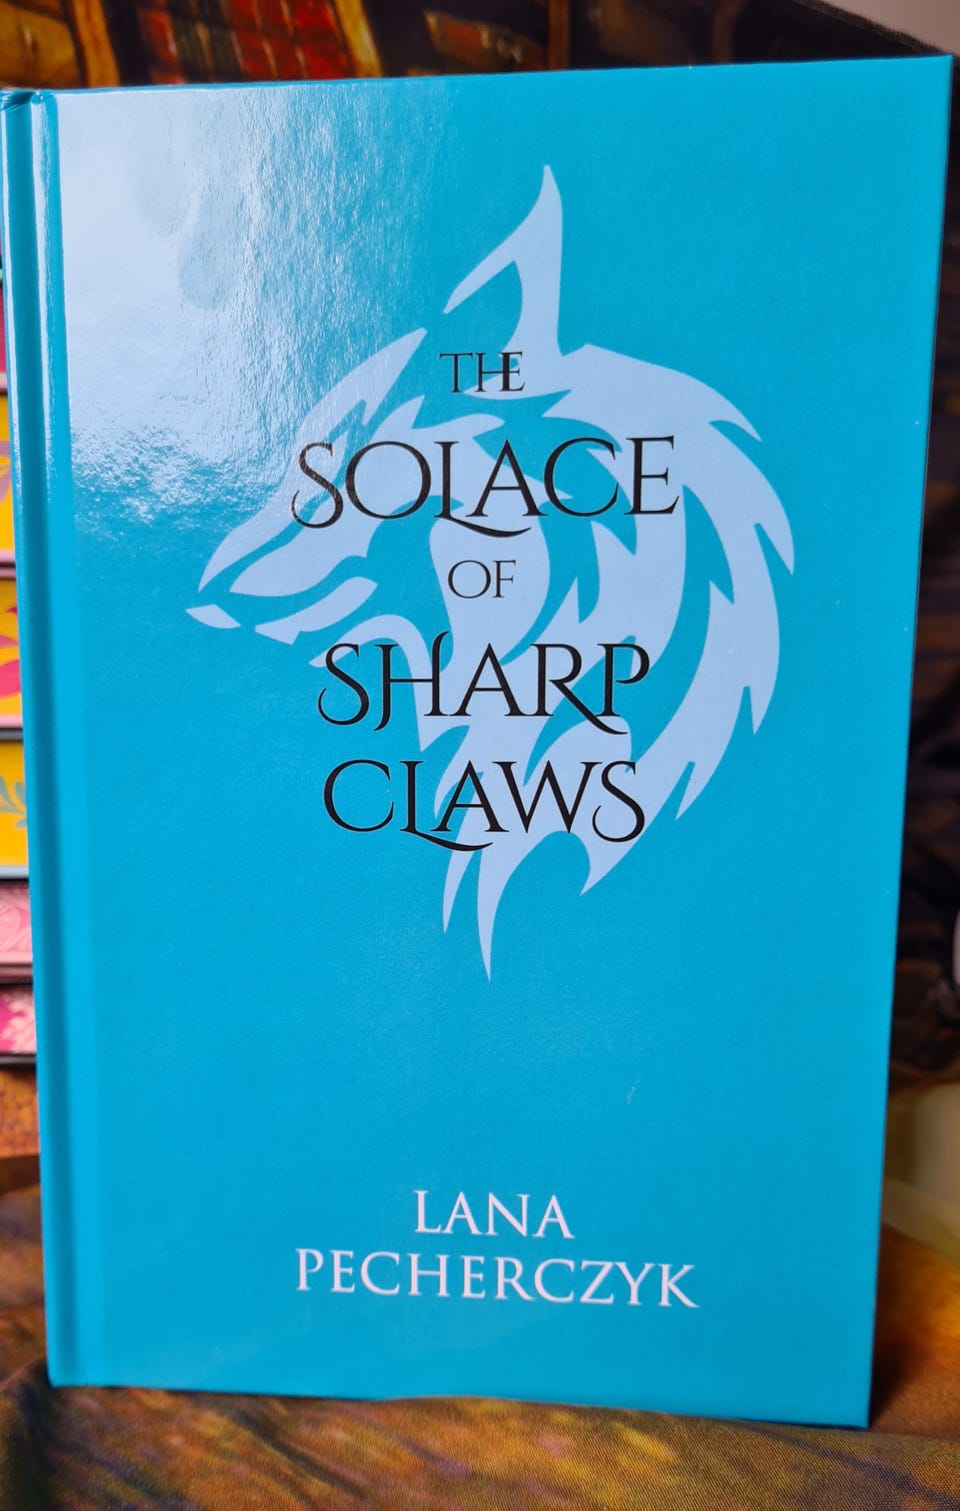 THE
SOLACE
OF
SHARP
CLAWS
LANA
PECHERCZYK